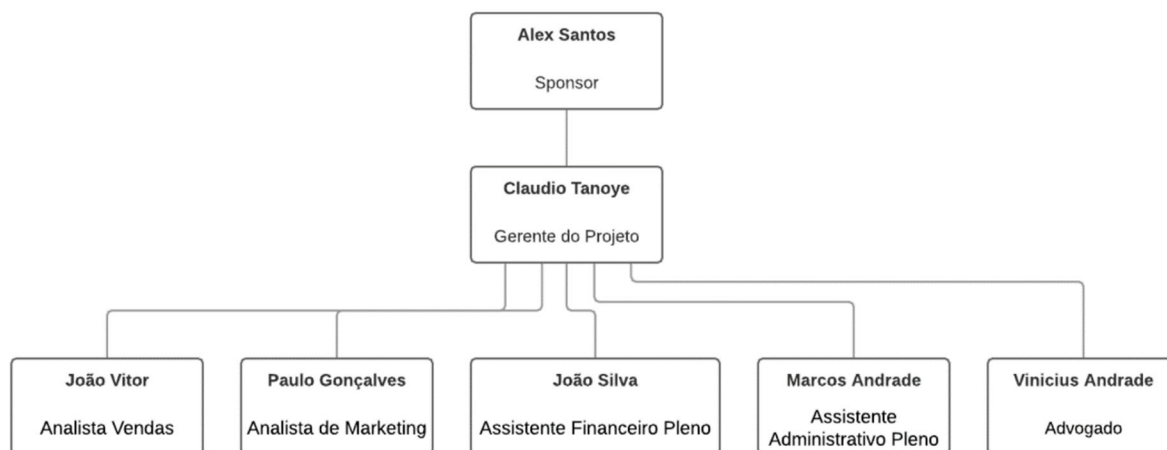 Alex Santos
Sponsor
Claudio Tanoye
Gerente do Projeto
João Vitor
Analista Vendas
Paulo Gonçalves
Analista de Marketing
João Silva
Assistente Financeiro Pleno
Marcos Andrade
Assistente
Administrativo Pleno
Vinicius Andrade
Advogado